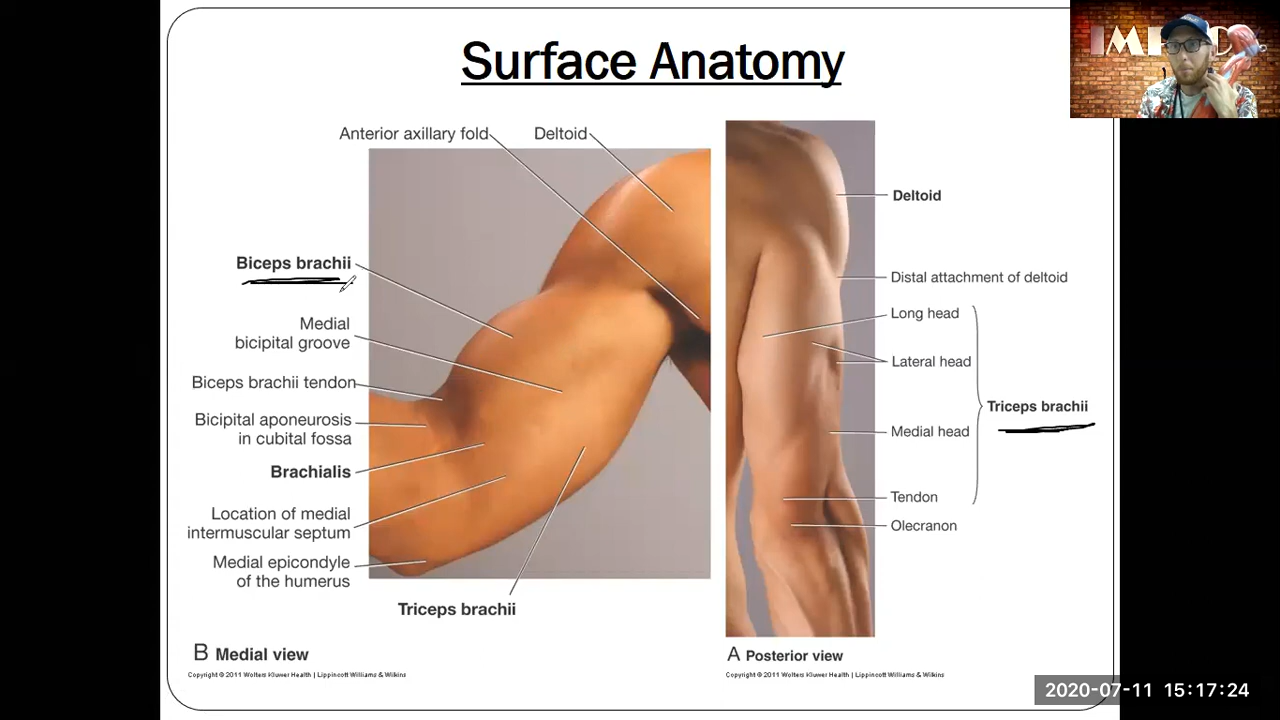 Surface Anatomy
Anterior axillary fold
Deltoid
Biceps brachii
Medial
bicipital groove
Biceps brachii tendon
Bicipital aponeurosis
in cubital fossa
Brachialis
Location of medial
intermuscular septum
Medial epicondyle
of the humerus
Triceps brachii
B Medial view
Copyright © 2011 Wolters Kluwer Health | Lippincott Williams & Wilkins
Deltoid
Distal attachment of deltoid
Long head
Lateral head
Triceps brachii
Medial head
Tendon
Olecranon
A Posterior view
Copyright © 2011 Wolters Kluwer Health | Lippincott Williams & Wilkins
2020-07-11 15:17:24